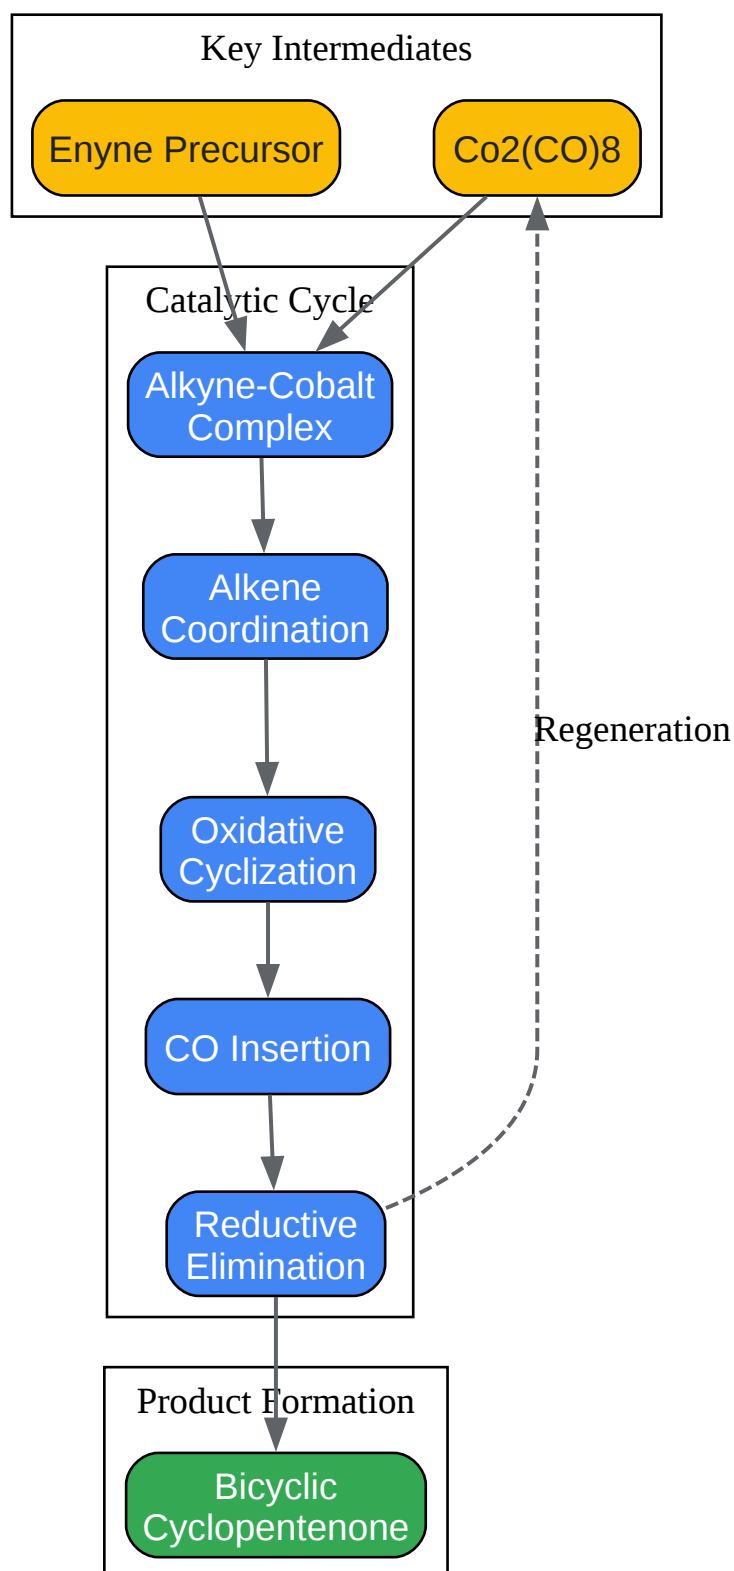 Key Intermediates
Enyne Precursor
Co2(CO)8
Catalytic Cycle
Alkyne-Cobalt
Complex
Alkene
Coordination
Regeneration
Oxidative
Cyclization
CO Insertion
Reductive
Elimination
Product Formation
Bicyclic
Cyclopentenone